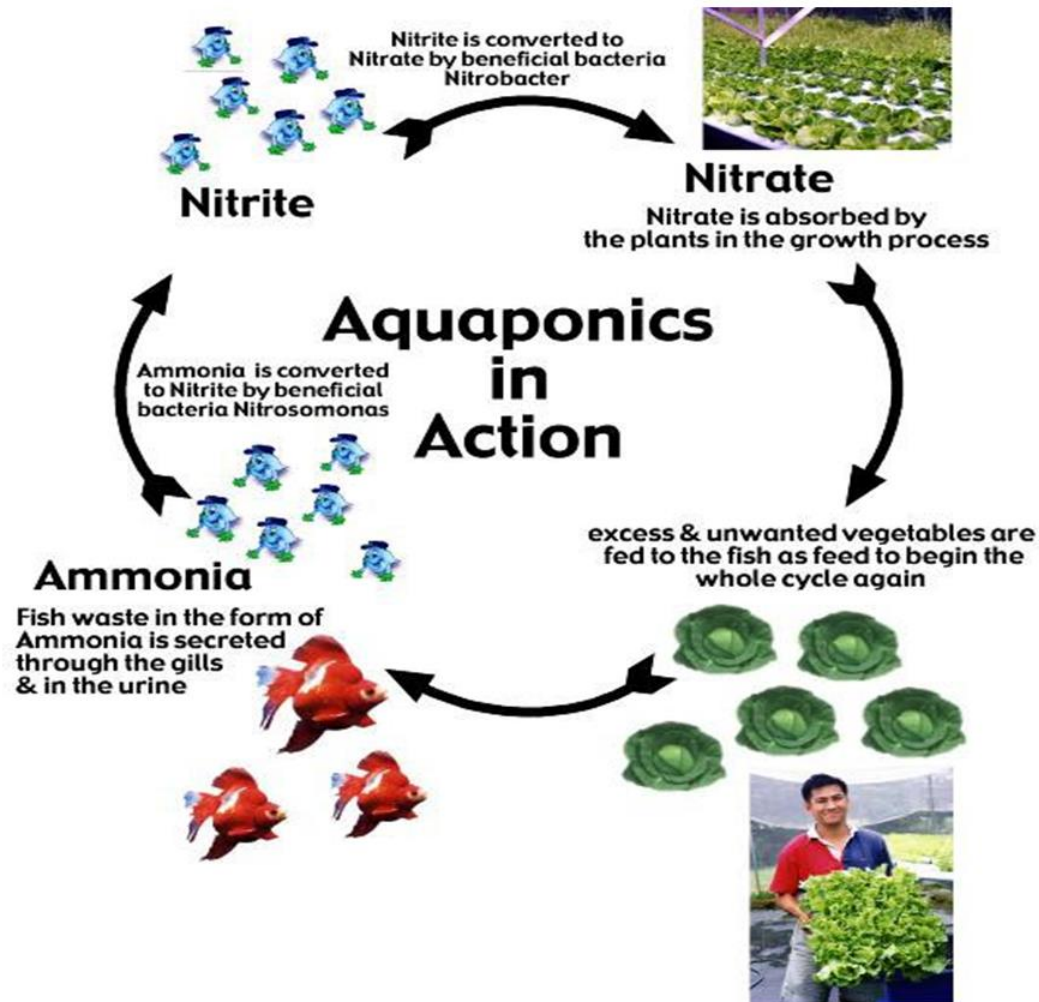 Nitrite is converted to
Nitrate by beneficial bacteria
Nitrobacter
Nitrite
Nitrate
Nitrate is absorbed by
the plants in the growth process
Aquaponics
in
Action
Ammonia is converted
to Nitrite by beneficial
bacteria Nitrosomonas
excess & unwanted vegetables are
fed to the fish as feed to begin the
whole cycle again
Ammonia
Fish waste in the form of
Ammonia is secreted
through the gills
& in the urine